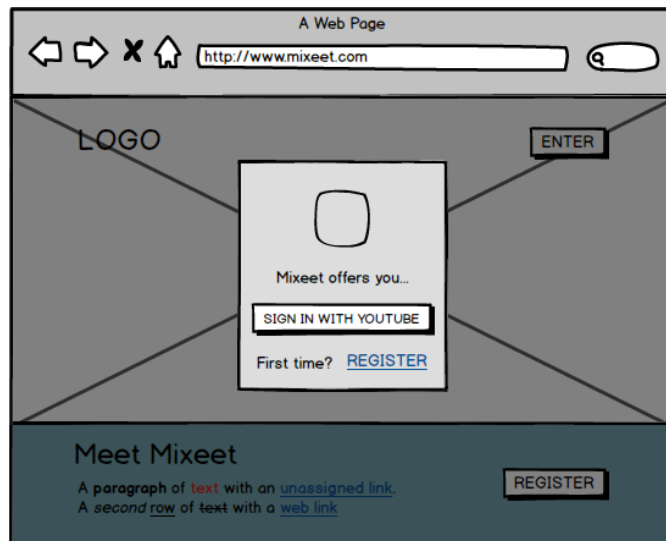 A Web Page
http://www.mixeet.com
LOGO
ENTER
Mixeet offers you...
SIGN IN WITH YOUTUBE
First time? REGISTER
Meet Mixeet
A paragraph of text with an unassigned link.
A second row of text with a web link
REGISTER